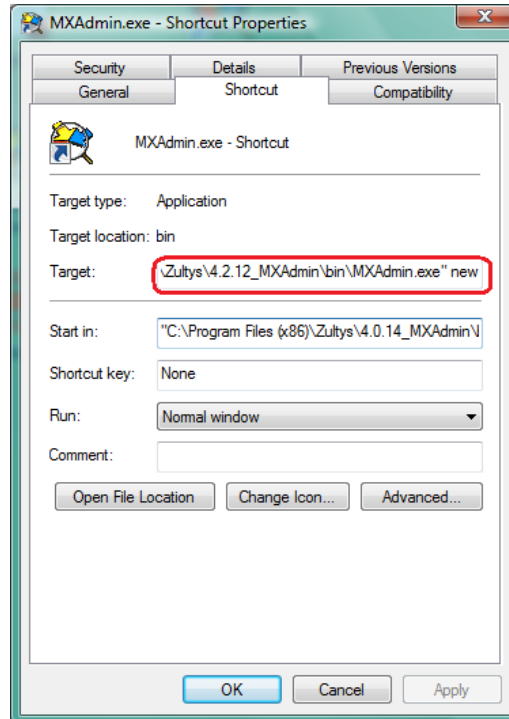 MXAdmin.exe - Shortcut Properties
x
Security Details Previous Versions
General Shortcut Compatibility
MXAdmin.exe - Shortcut
Target type: Application
Target location: bin
Target: \Zultys\4.2.12_MXAdmin\bin\MXAdmin.exe" new
Start in: "C:\Program Files (x86)\Zultys\4.0.14_MXAdmin\
Shortcut key: None
Run: Normal window
Comment:
Open File Location Change Icon... Advanced...
OK Cancel Apply